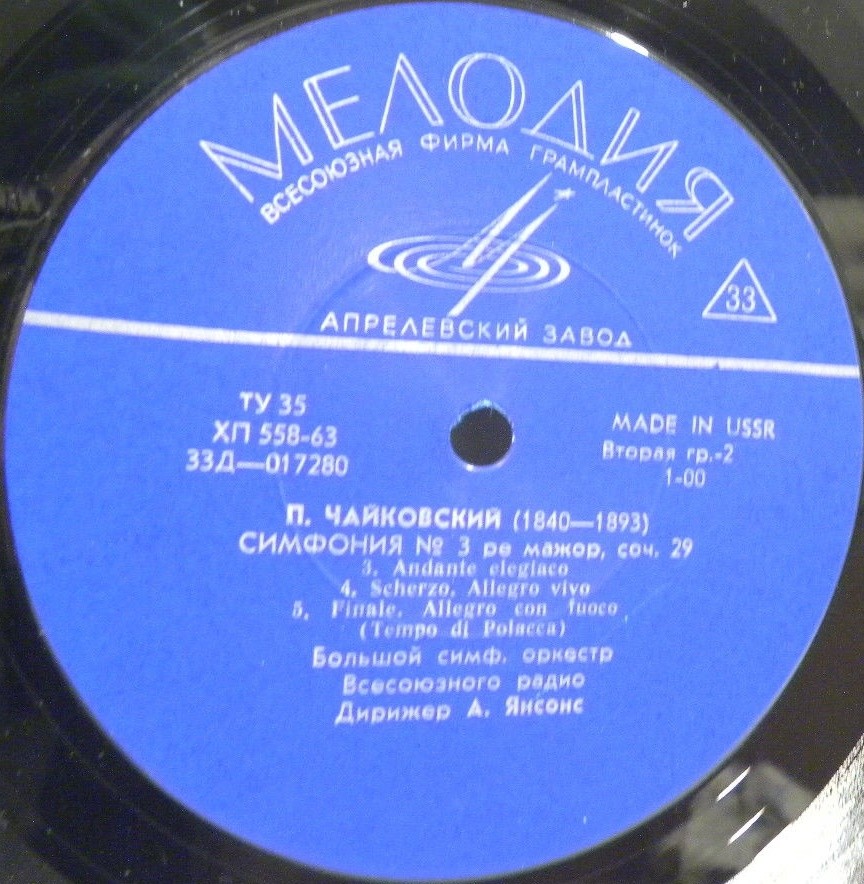 МЕЛОДИЯ
ВСЕСОЮЗНАЯ ФИРМА ГРАМПЛАСТИНОК
33
АПРЕЛЕВСКИЙ ЗАВОД
ТУ 35
ХП 558-63
33Д—017280
MADE IN USSR
Вторая гр.-2
1-00
П. ЧАЙКОВСКИЙ (1840—1893)
СИМФОНИЯ № 3 ре мажор, соч. 29
3. Andante elegiaco
4. Scherzo. Allegro vivo
5. Finale. Allegro con fuoco
(Tempo di Polacca)
Большой симф. оркестр
Всесоюзного радио
Дирижер А. Янсонс